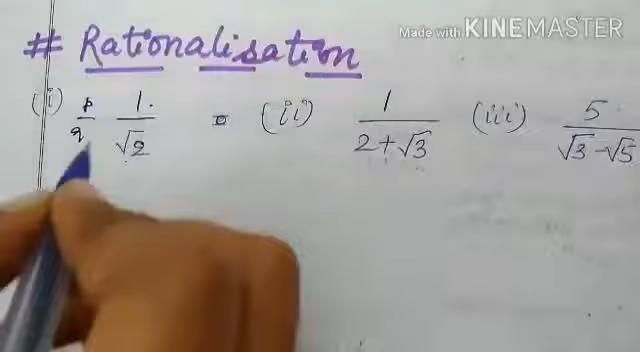 Made with KINEMASTER
# Rationalisation
(i) p/q 1/√2 = (ii) 1/(2+√3) (iii) 5/(√3-√5)